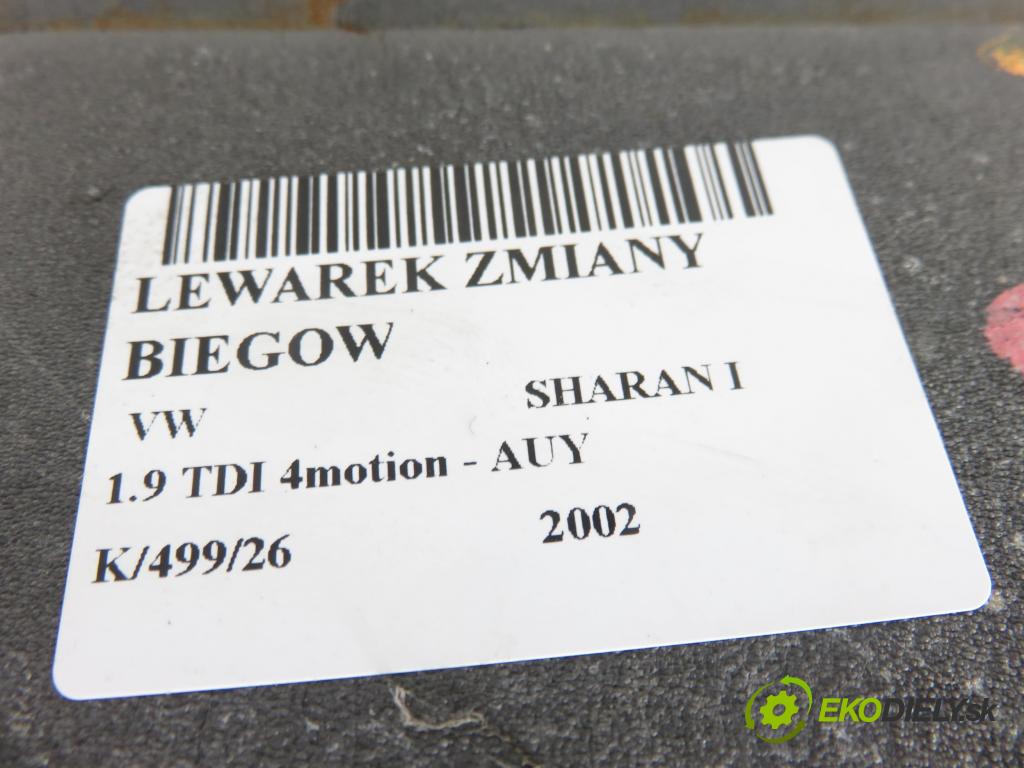 LEWAREK ZMIANY
BIEGOW
VW SHARAN I
1.9 TDI 4motion - AUY
K/499/26 2002
EKODIELY.sk